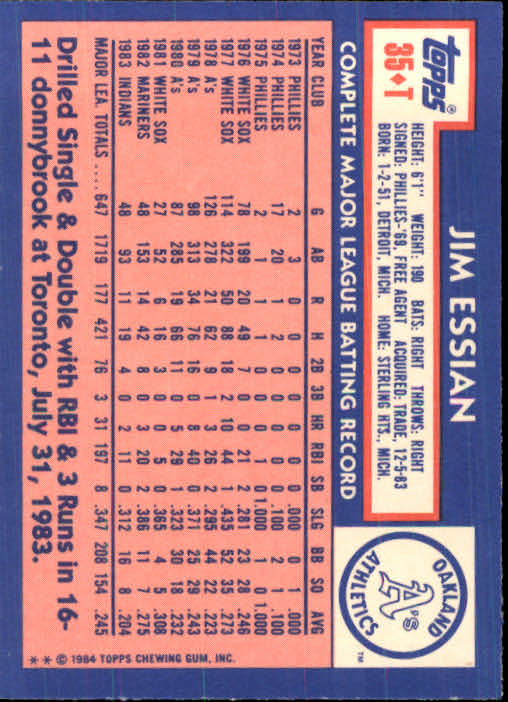 topps®
35♦T
JIM ESSIAN
HEIGHT: 6'1" WEIGHT: 190 BATS: RIGHT THROWS: RIGHT
SIGNED: PHILLIES-'69, FREE AGENT ACQUIRED: TRADE, 12-5-83
BORN: 1-2-51, DETROIT, MICH. HOME: STERLING HTS., MICH.
OAKLAND
A's
ATHLETICS
TM
COMPLETE MAJOR LEAGUE BATTING RECORD
YEAR CLUB G AB R H 2B 3B HR RBI SB SLG BB SO AVG
1973 PHILLIES 2 3 0 0 0 0 0 0 0 .000 0 1 .000
1974 PHILLIES 17 20 1 2 0 0 0 0 0 .100 2 1 .100
1975 PHILLIES 2 1 1 1 0 0 0 1 0 1.000 1 0 1.000
1976 WHITE SOX 78 199 20 49 7 0 0 21 2 .281 23 28 .246
1977 WHITE SOX 114 322 50 88 18 2 10 44 1 .435 52 35 .273
1978 A's 126 278 21 62 9 1 3 26 2 .295 44 22 .223
1979 A's 98 313 34 76 16 0 8 40 0 .371 25 29 .243
1980 A's 87 285 19 66 11 0 5 29 1 .323 30 18 .232
1981 WHITE SOX 27 52 6 16 3 0 0 5 0 .365 4 5 .308
1982 MARINERS 48 153 14 42 8 0 3 20 2 .386 11 7 .275
1983 INDIANS 48 93 11 19 4 0 2 11 0 .312 16 8 .204
MAJOR LEA. TOTALS .... 647 1719 177 421 76 3 31 197 8 .347 208 154 .245
Drilled Single & Double with RBI & 3 Runs in 16-
11 donnybrook at Toronto, July 31, 1983.
** © 1984 TOPPS CHEWING GUM, INC.